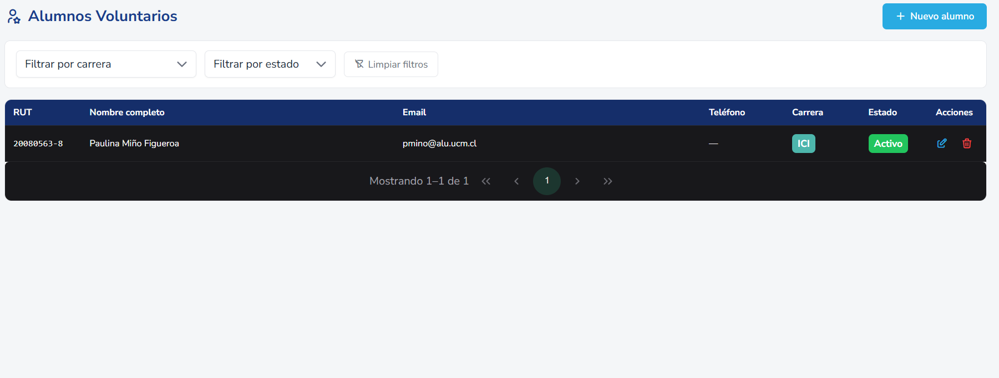 Alumnos Voluntarios
+ Nuevo alumno
Filtrar por carrera
Filtrar por estado
Limpiar filtros
RUT Nombre completo Email Teléfono Carrera Estado Acciones
20080563-8 Paulina Miño Figueroa pmino@alu.ucm.cl — ICI Activo
Mostrando 1–1 de 1 « ‹ 1 › »